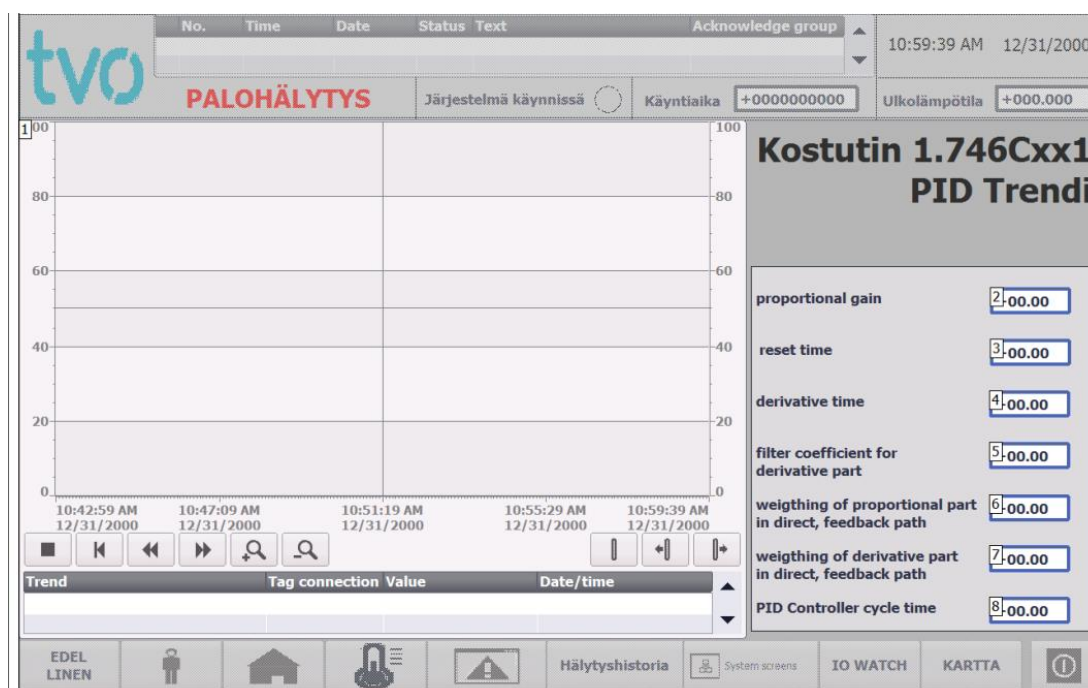 tvo
No. Time Date Status Text Acknowledge group
10:59:39 AM 12/31/2000
PALOHÄLYTYS Järjestelmä käynnissä Käyntiaika +0000000000 Ulkolämpötila +000.000
Kostutin 1.746Cxx1
PID Trendi
1 00 100
80 80
60 60
40 40
20 20
0 0
10:42:59 AM 10:47:09 AM 10:51:19 AM 10:55:29 AM 10:59:39 AM
12/31/2000 12/31/2000 12/31/2000 12/31/2000 12/31/2000
Trend Tag connection Value Date/time
proportional gain 2 00.00
reset time 3 00.00
derivative time 4 00.00
filter coefficient for
derivative part 5 00.00
weigthing of proportional part
in direct, feedback path 6 00.00
weigthing of derivative part
in direct, feedback path 7 00.00
PID Controller cycle time 8 00.00
EDEL
LINEN
Hälytyshistoria System screens IO WATCH KARTTA